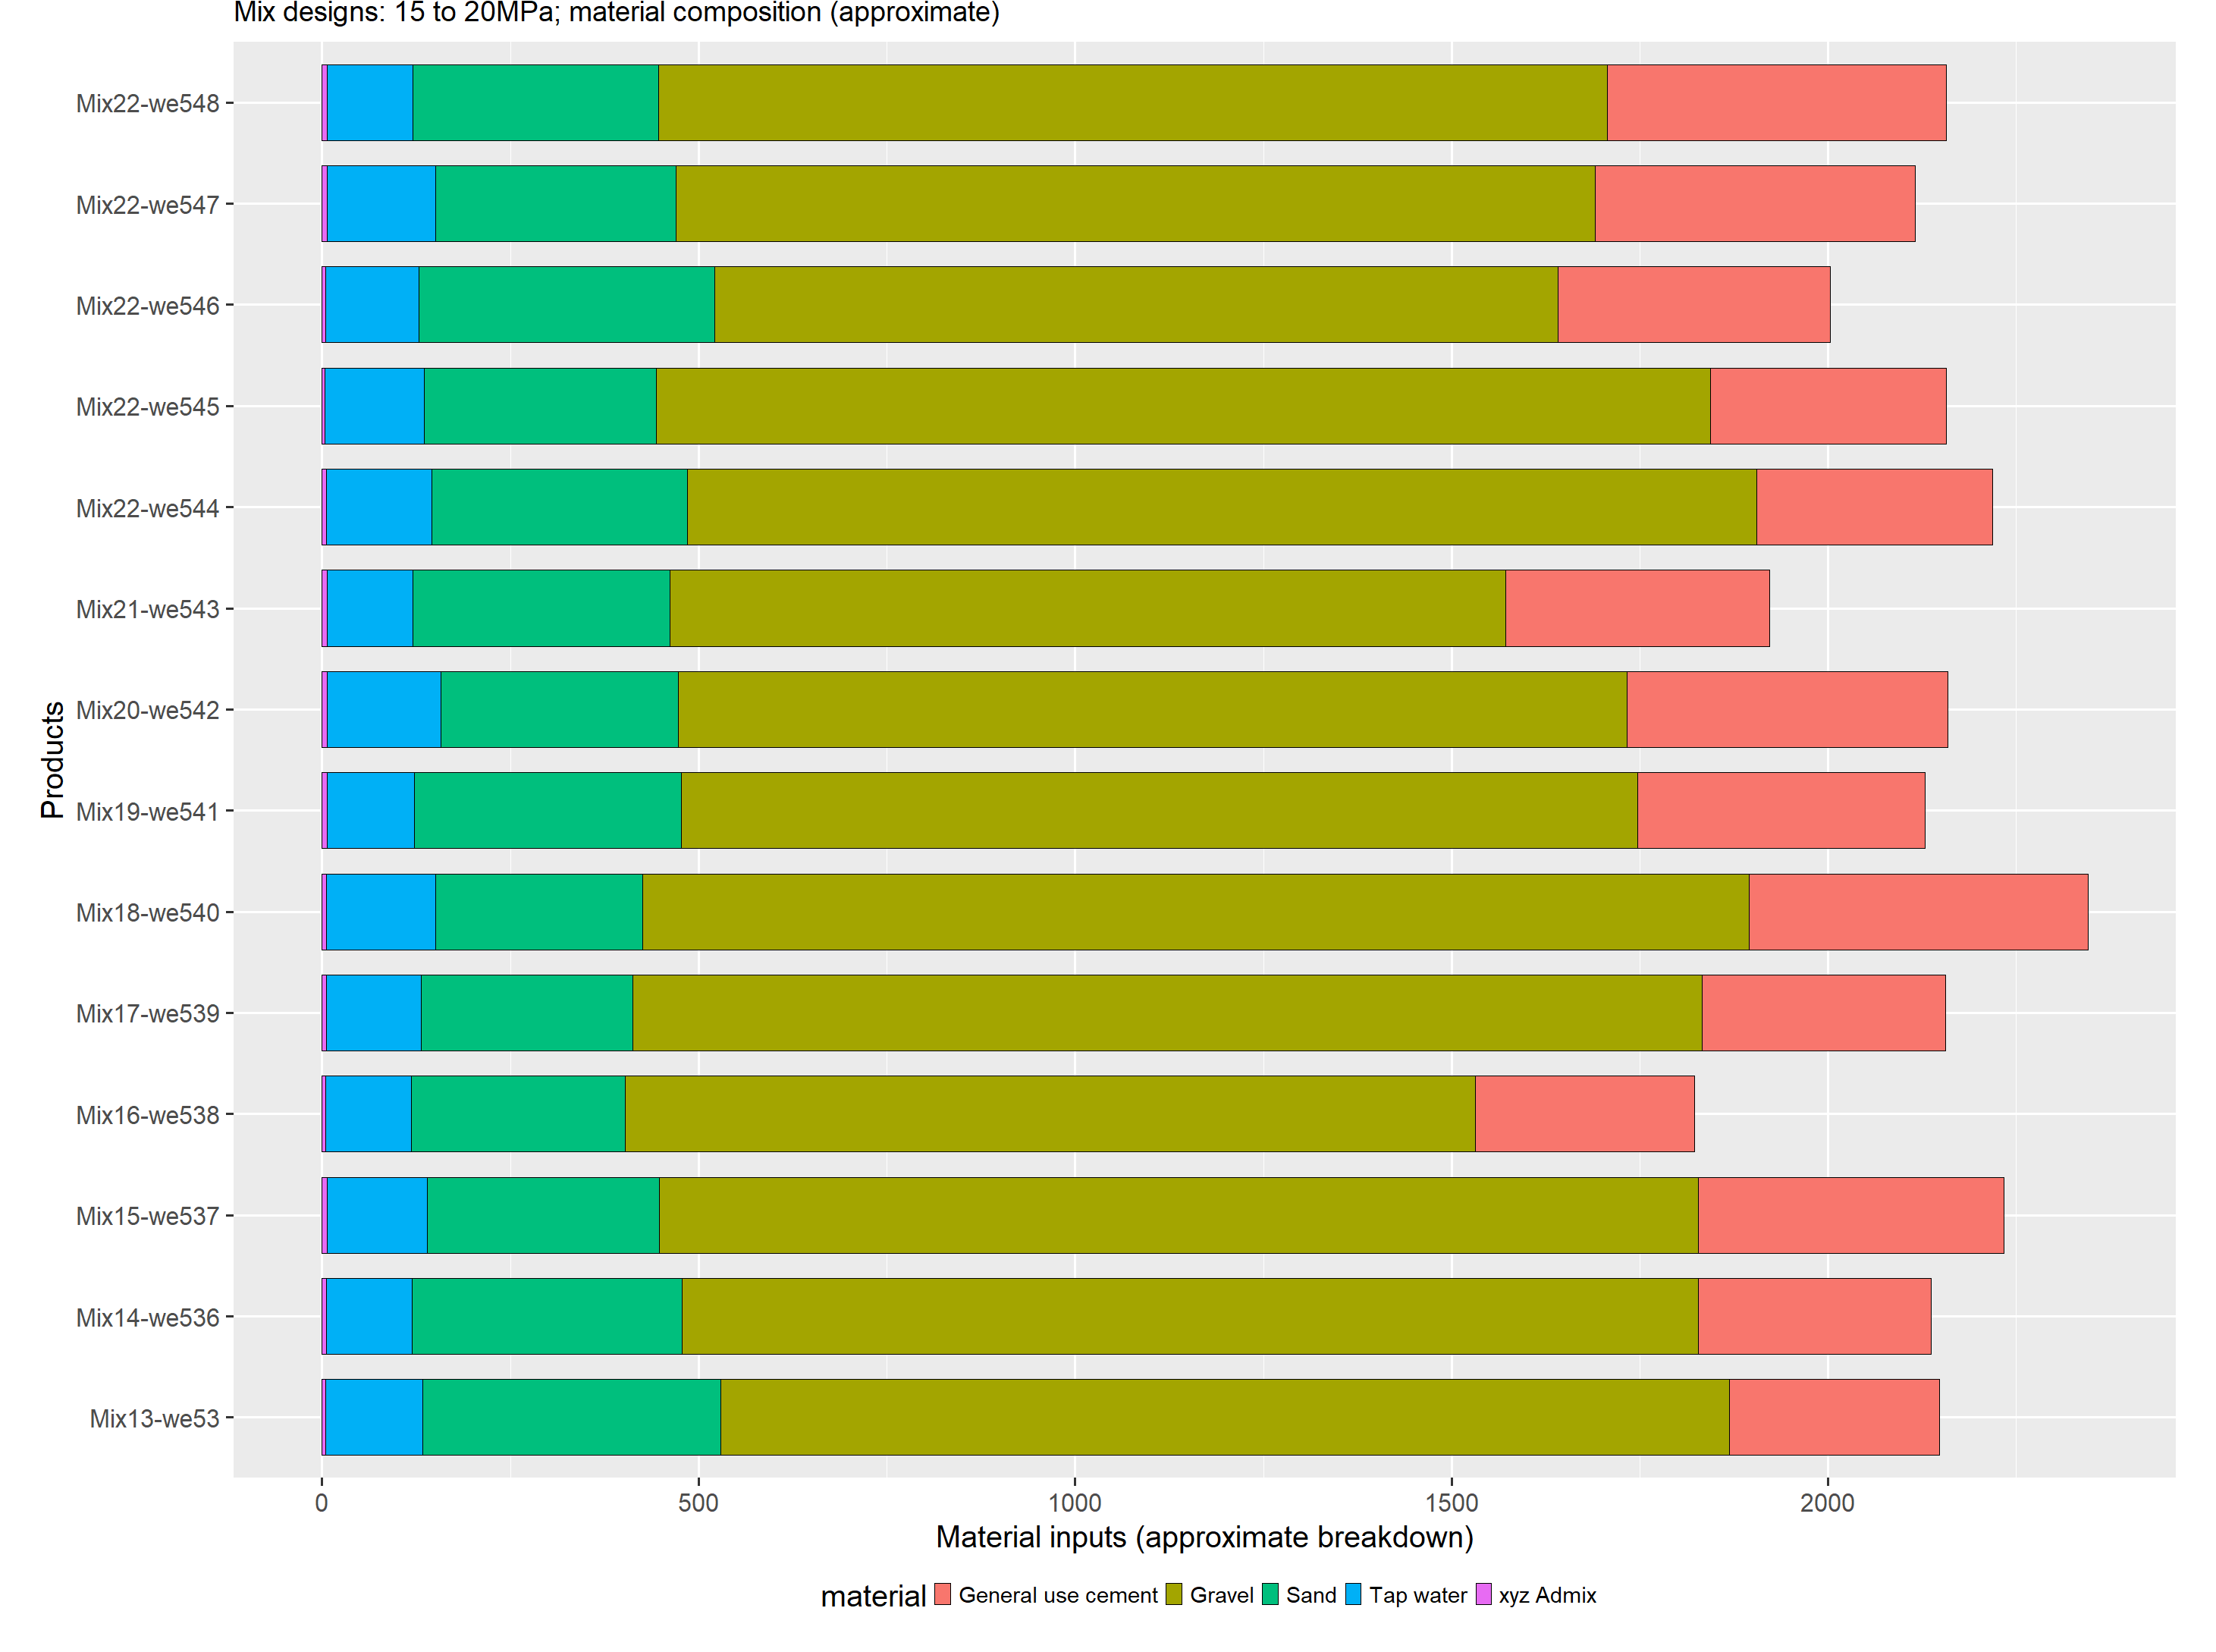 Mix designs: 15 to 20MPa; material composition (approximate)
Mix22-we548
Mix22-we547
Mix22-we546
Mix22-we545
Mix22-we544
Mix21-we543
Mix20-we542
Mix19-we541
Mix18-we540
Mix17-we539
Mix16-we538
Mix15-we537
Mix14-we536
Mix13-we53
Products
0 500 1000 1500 2000
Material inputs (approximate breakdown)
material General use cement Gravel Sand Tap water xyz Admix